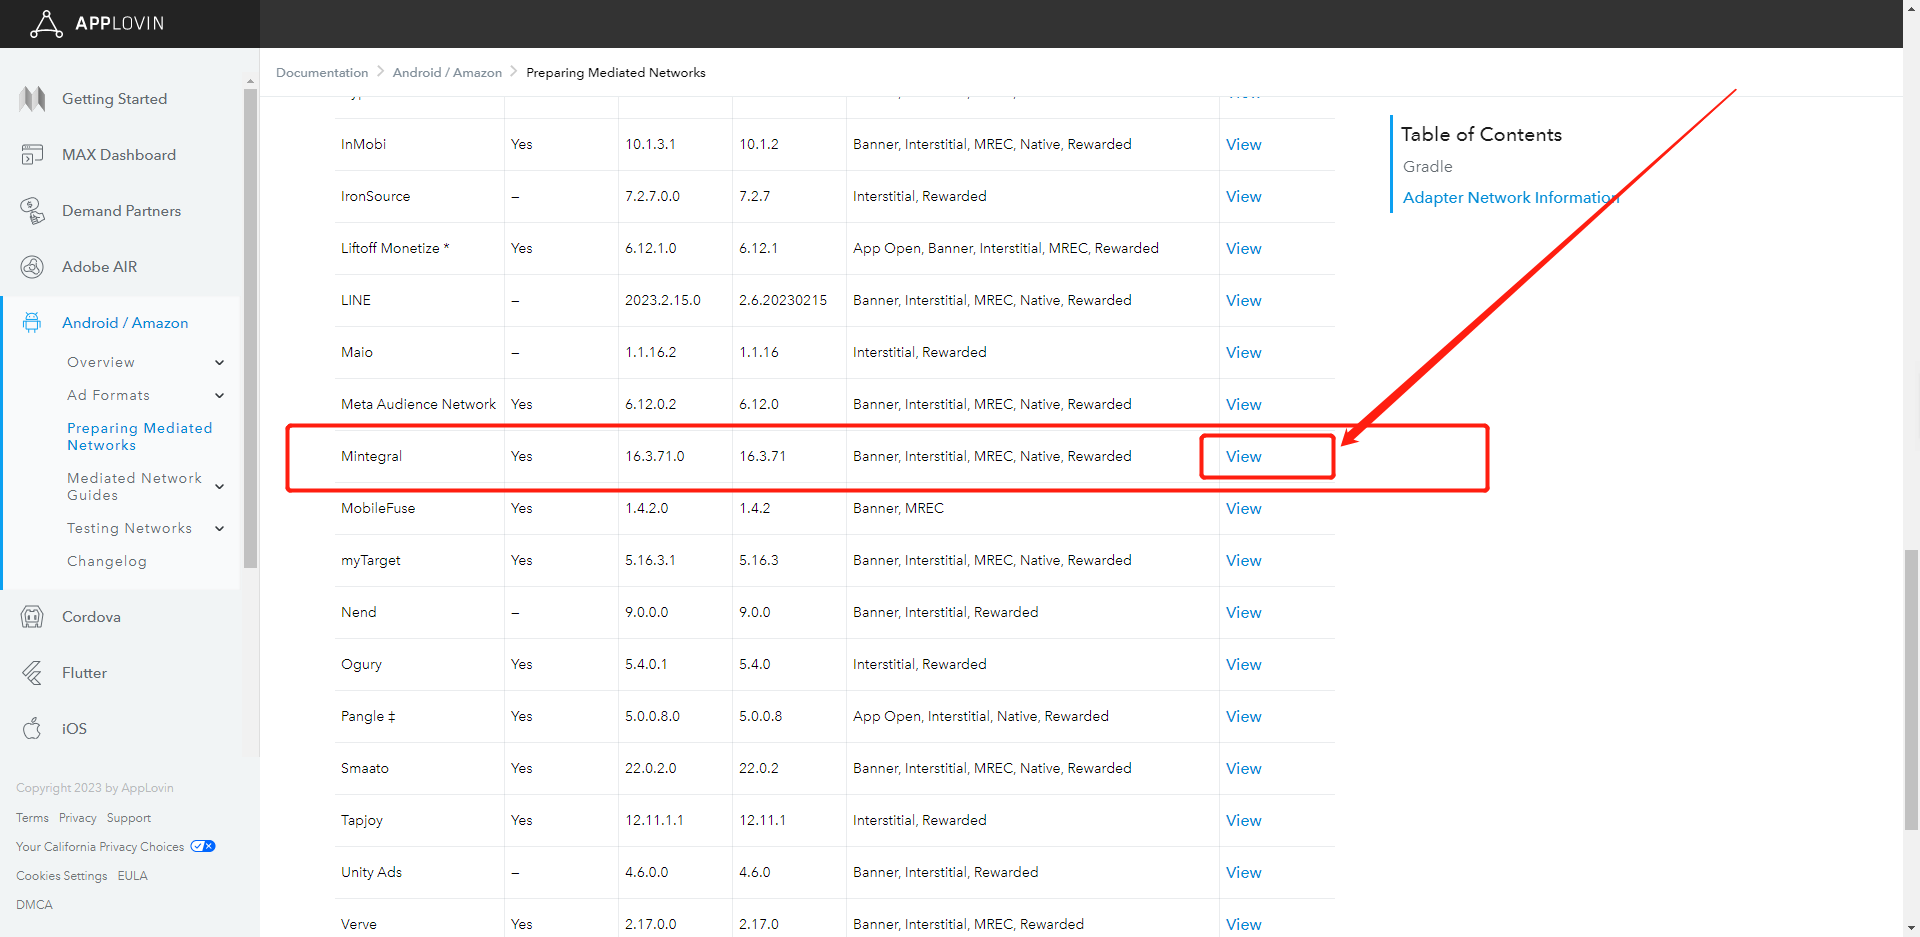 APPLOVIN
Documentation > Android / Amazon > Preparing Mediated Networks
Getting Started
MAX Dashboard
Demand Partners
Adobe AIR
Android / Amazon
Overview
Ad Formats
Preparing Mediated
Networks
Mediated Network
Guides
Testing Networks
Changelog
Cordova
Flutter
iOS
Copyright 2023 by AppLovin
Terms Privacy Support
Your California Privacy Choices
Cookies Settings EULA
DMCA
InMobi Yes 10.1.3.1 10.1.2 Banner, Interstitial, MREC, Native, Rewarded View
IronSource – 7.2.7.0.0 7.2.7 Interstitial, Rewarded View
Liftoff Monetize * Yes 6.12.1.0 6.12.1 App Open, Banner, Interstitial, MREC, Rewarded View
LINE – 2023.2.15.0 2.6.20230215 Banner, Interstitial, MREC, Native, Rewarded View
Maio – 1.1.16.2 1.1.16 Interstitial, Rewarded View
Meta Audience Network Yes 6.12.0.2 6.12.0 Banner, Interstitial, MREC, Native, Rewarded View
Mintegral Yes 16.3.71.0 16.3.71 Banner, Interstitial, MREC, Native, Rewarded View
MobileFuse Yes 1.4.2.0 1.4.2 Banner, MREC View
myTarget Yes 5.16.3.1 5.16.3 Banner, Interstitial, MREC, Native, Rewarded View
Nend – 9.0.0.0 9.0.0 Banner, Interstitial, Rewarded View
Ogury Yes 5.4.0.1 5.4.0 Interstitial, Rewarded View
Pangle ‡ Yes 5.0.0.8.0 5.0.0.8 App Open, Interstitial, Native, Rewarded View
Smaato Yes 22.0.2.0 22.0.2 Banner, Interstitial, MREC, Native, Rewarded View
Tapjoy Yes 12.11.1.1 12.11.1 Interstitial, Rewarded View
Unity Ads – 4.6.0.0 4.6.0 Banner, Interstitial, Rewarded View
Verve Yes 2.17.0.0 2.17.0 Banner, Interstitial, MREC, Rewarded View
Table of Contents
Gradle
Adapter Network Information